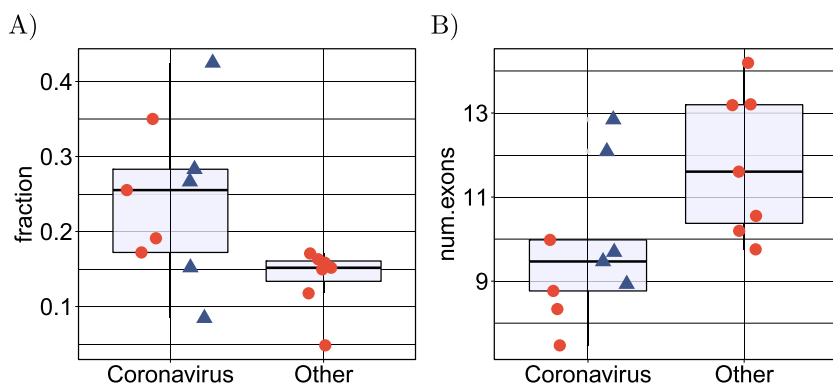 A)
B)
0.4
0.3
0.2
0.1
fraction
Coronavirus
Other
13
11
9
num.exons
Coronavirus
Other